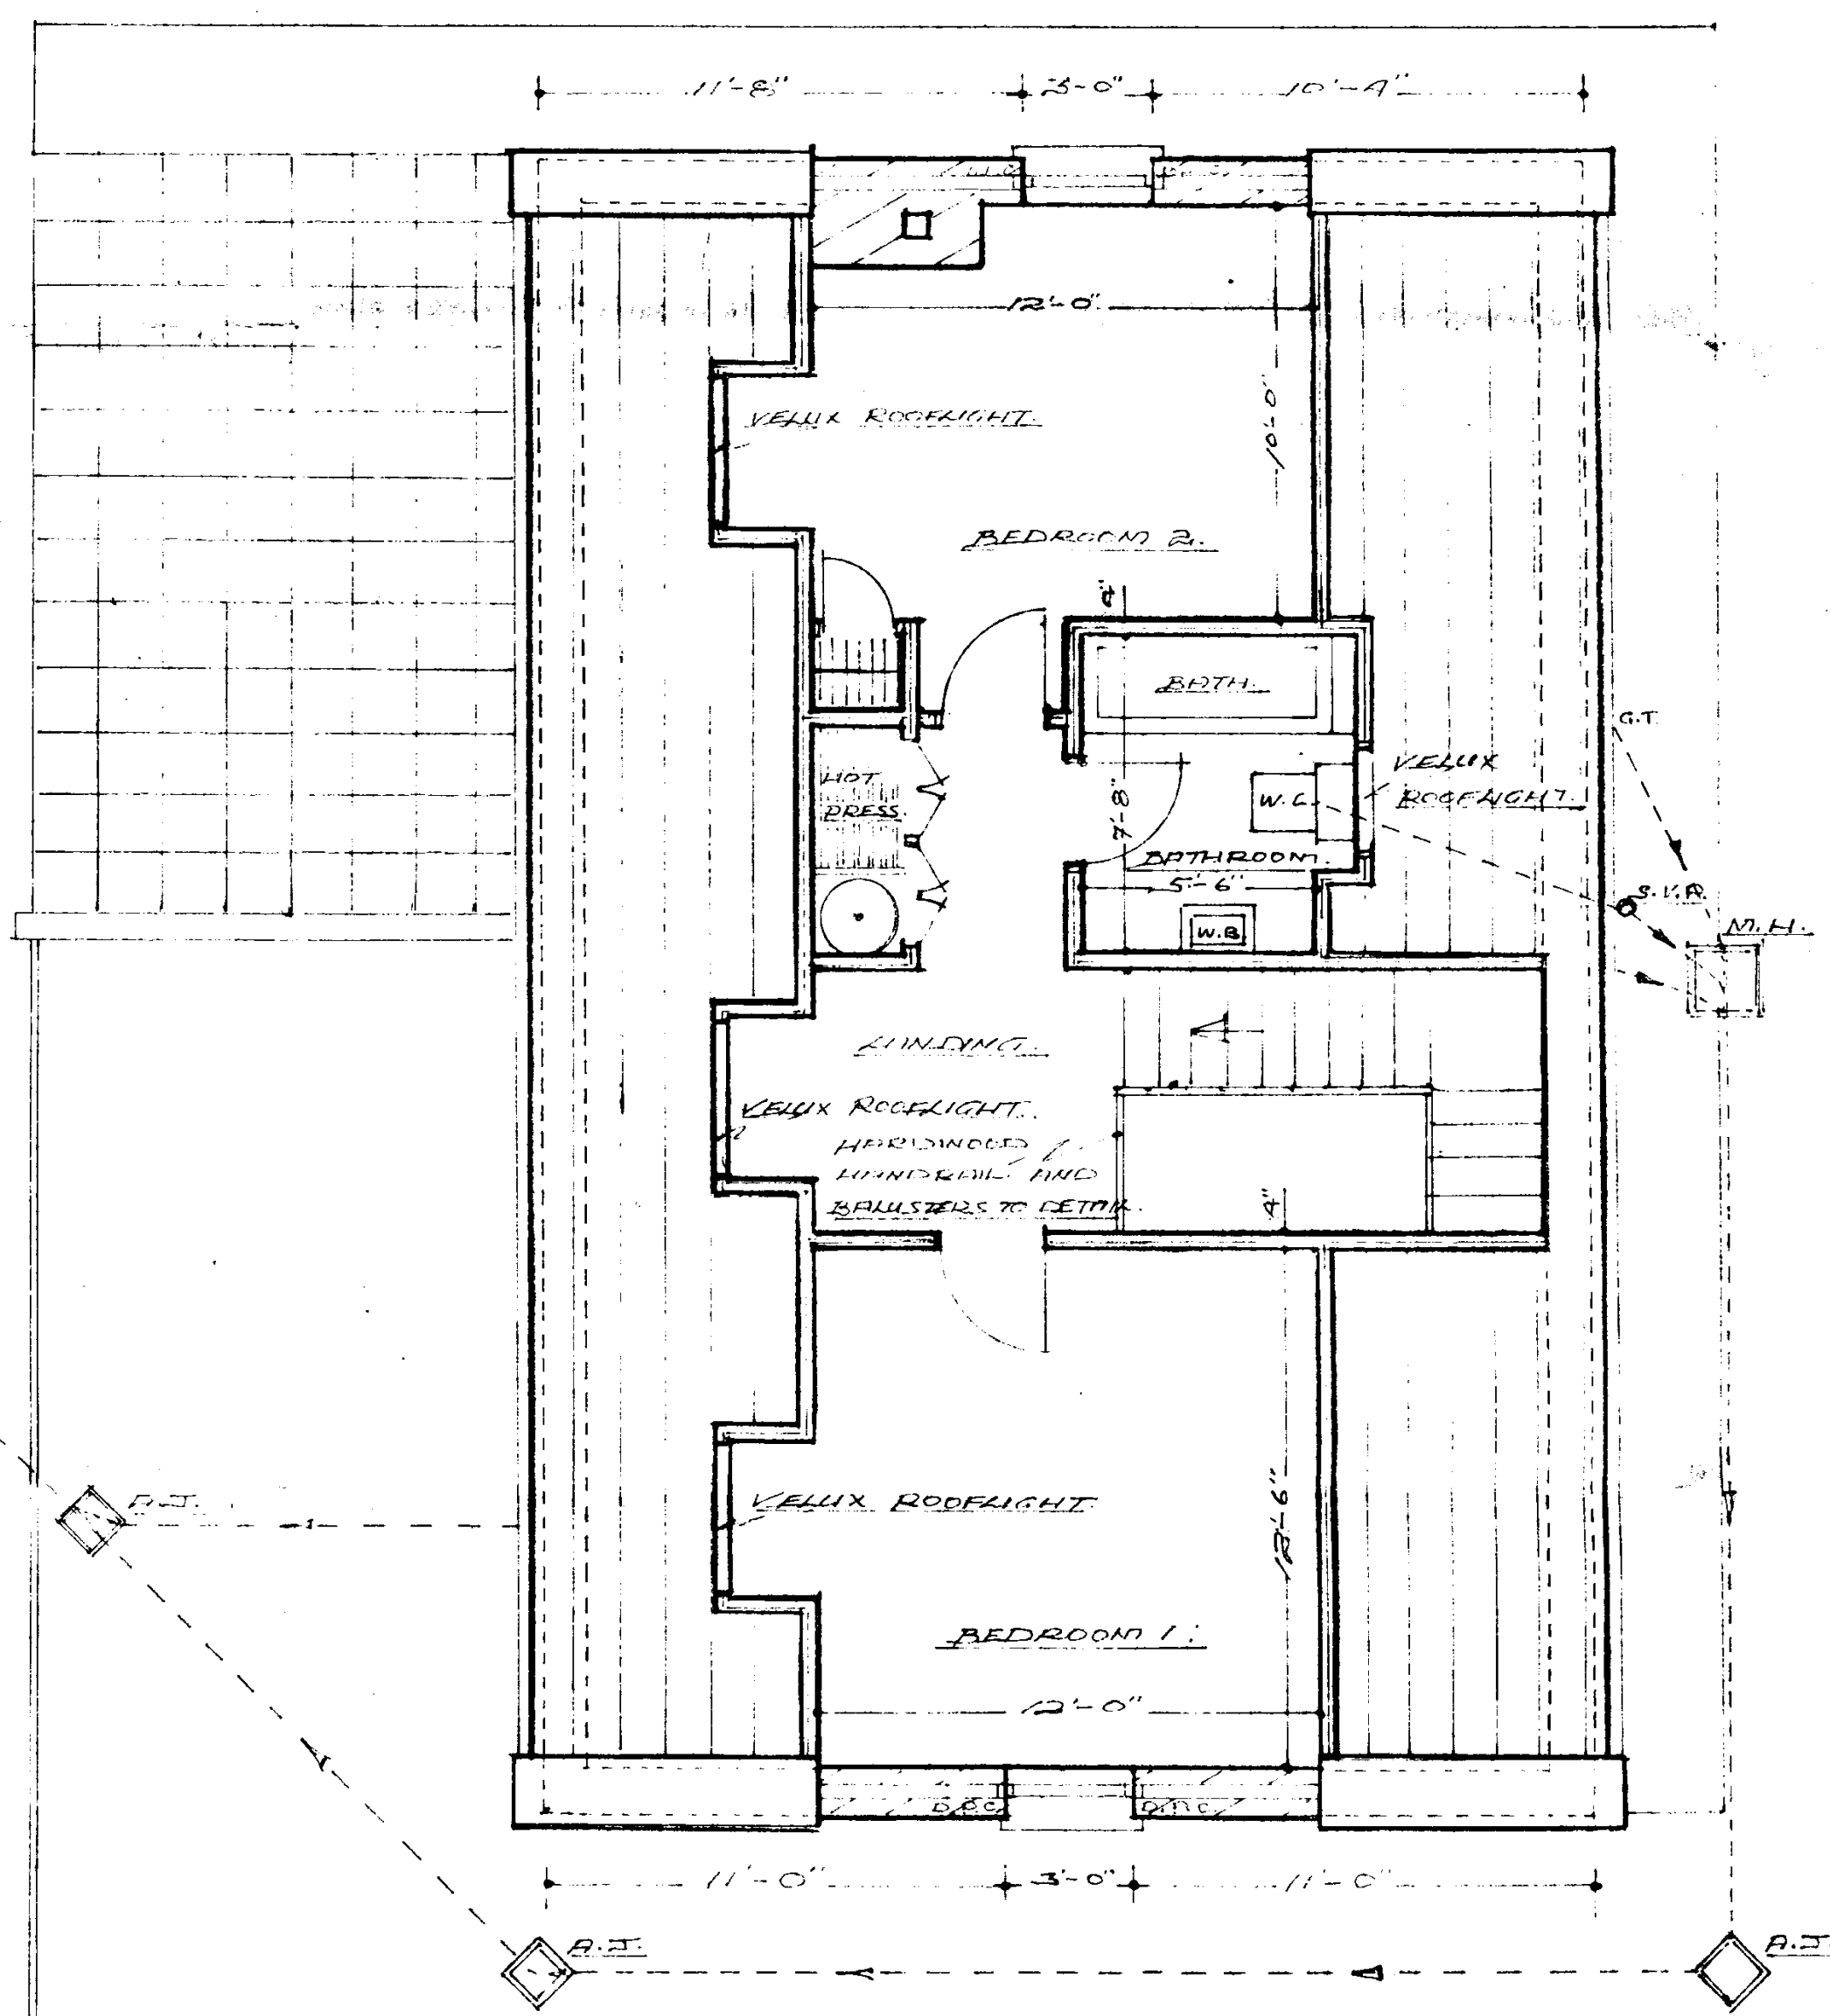 11'-8" 3'-0" 10'-4"
12'-0"
10'-0"
VELUX ROOFLIGHT.
BEDROOM 2.
4"
BATH.
G.T.
HOT
PRESS.
7'-8"
W.C.
VELUX
ROOFLIGHT.
BATHROOM.
5'-6"
S.V.P.
W.B.
M.H.
LANDING.
VELUX ROOFLIGHT.
HARDWOOD
HANDRAIL AND
BALUSTERS TO DETAIL.
4"
A.J.
VELUX ROOFLIGHT.
12'-6"
BEDROOM 1.
12'-0"
D.P.C. D.P.C.
11'-0" 3'-0" 11'-0"
A.J. A.J.